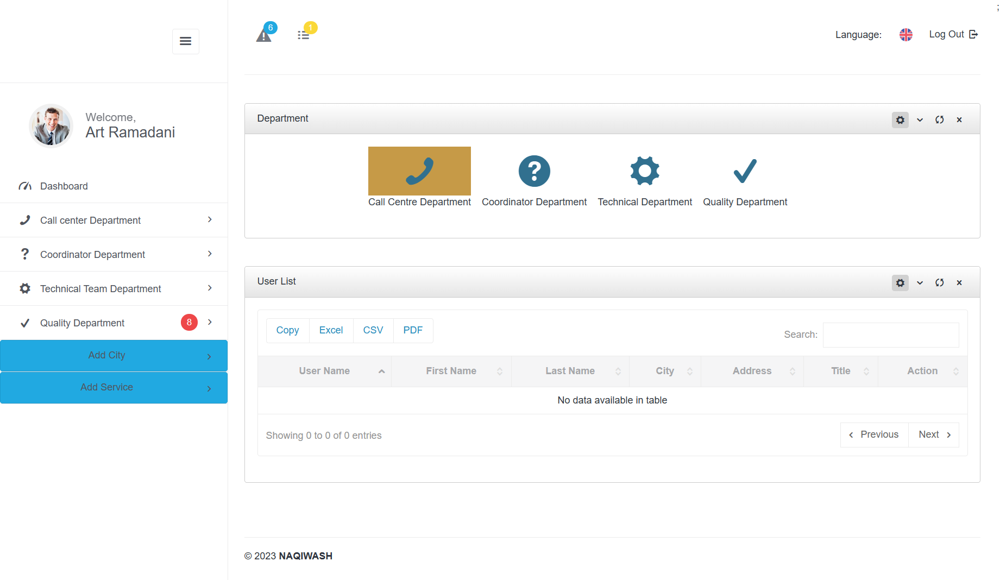 ;
6
1
Language:
Log Out
Welcome,
Art Ramadani
Dashboard
Call center Department
Coordinator Department
Technical Team Department
Quality Department 8
Add City
Add Service
Department
Call Centre Department Coordinator Department Technical Department Quality Department
User List
Copy Excel CSV PDF
Search:
User Name First Name Last Name City Address Title Action
No data available in table
Showing 0 to 0 of 0 entries
Previous Next
© 2023 NAQIWASH